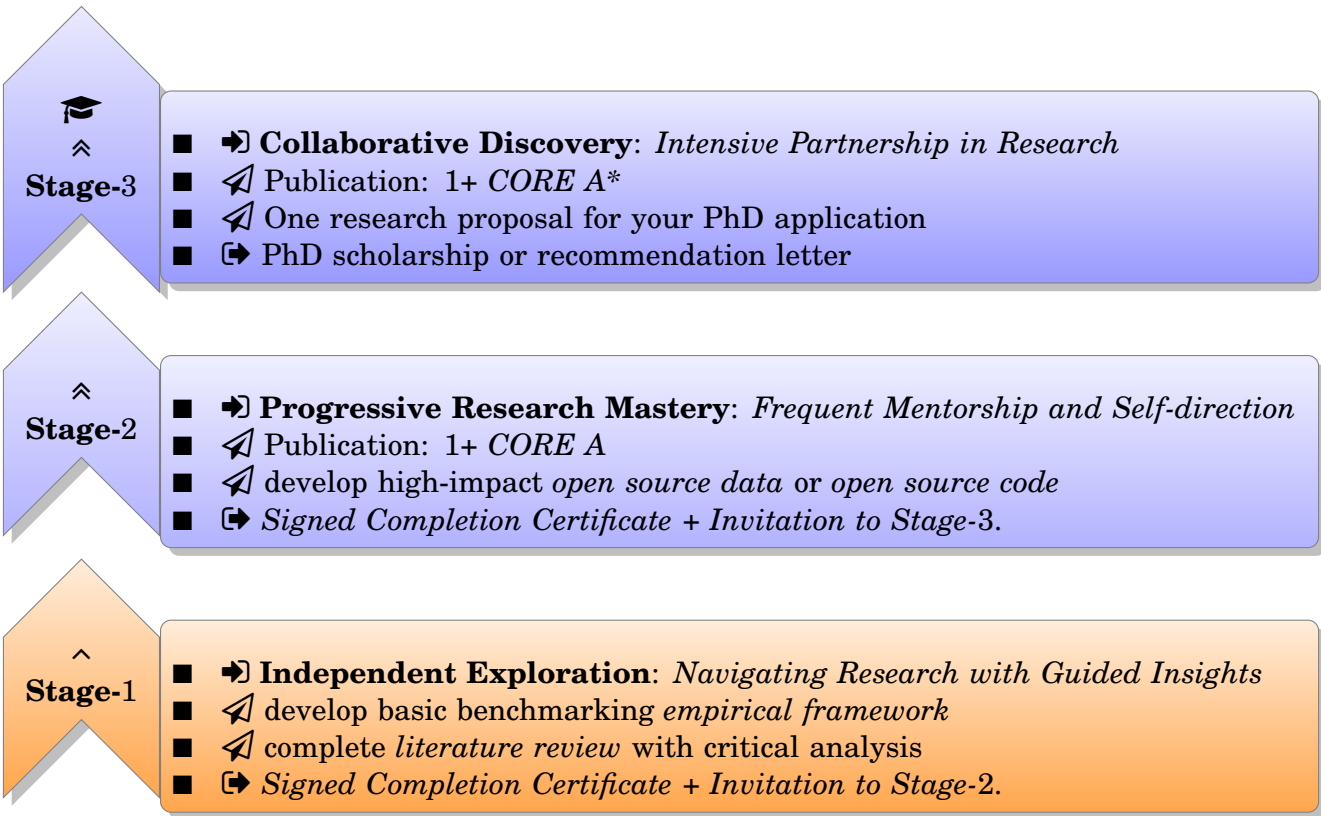 Stage-3
Collaborative Discovery: Intensive Partnership in Research
Publication: 1+ CORE A*
One research proposal for your PhD application
PhD scholarship or recommendation letter
Stage-2
Progressive Research Mastery: Frequent Mentorship and Self-direction
Publication: 1+ CORE A
develop high-impact open source data or open source code
Signed Completion Certificate + Invitation to Stage-3.
Stage-1
Independent Exploration: Navigating Research with Guided Insights
develop basic benchmarking empirical framework
complete literature review with critical analysis
Signed Completion Certificate + Invitation to Stage-2.